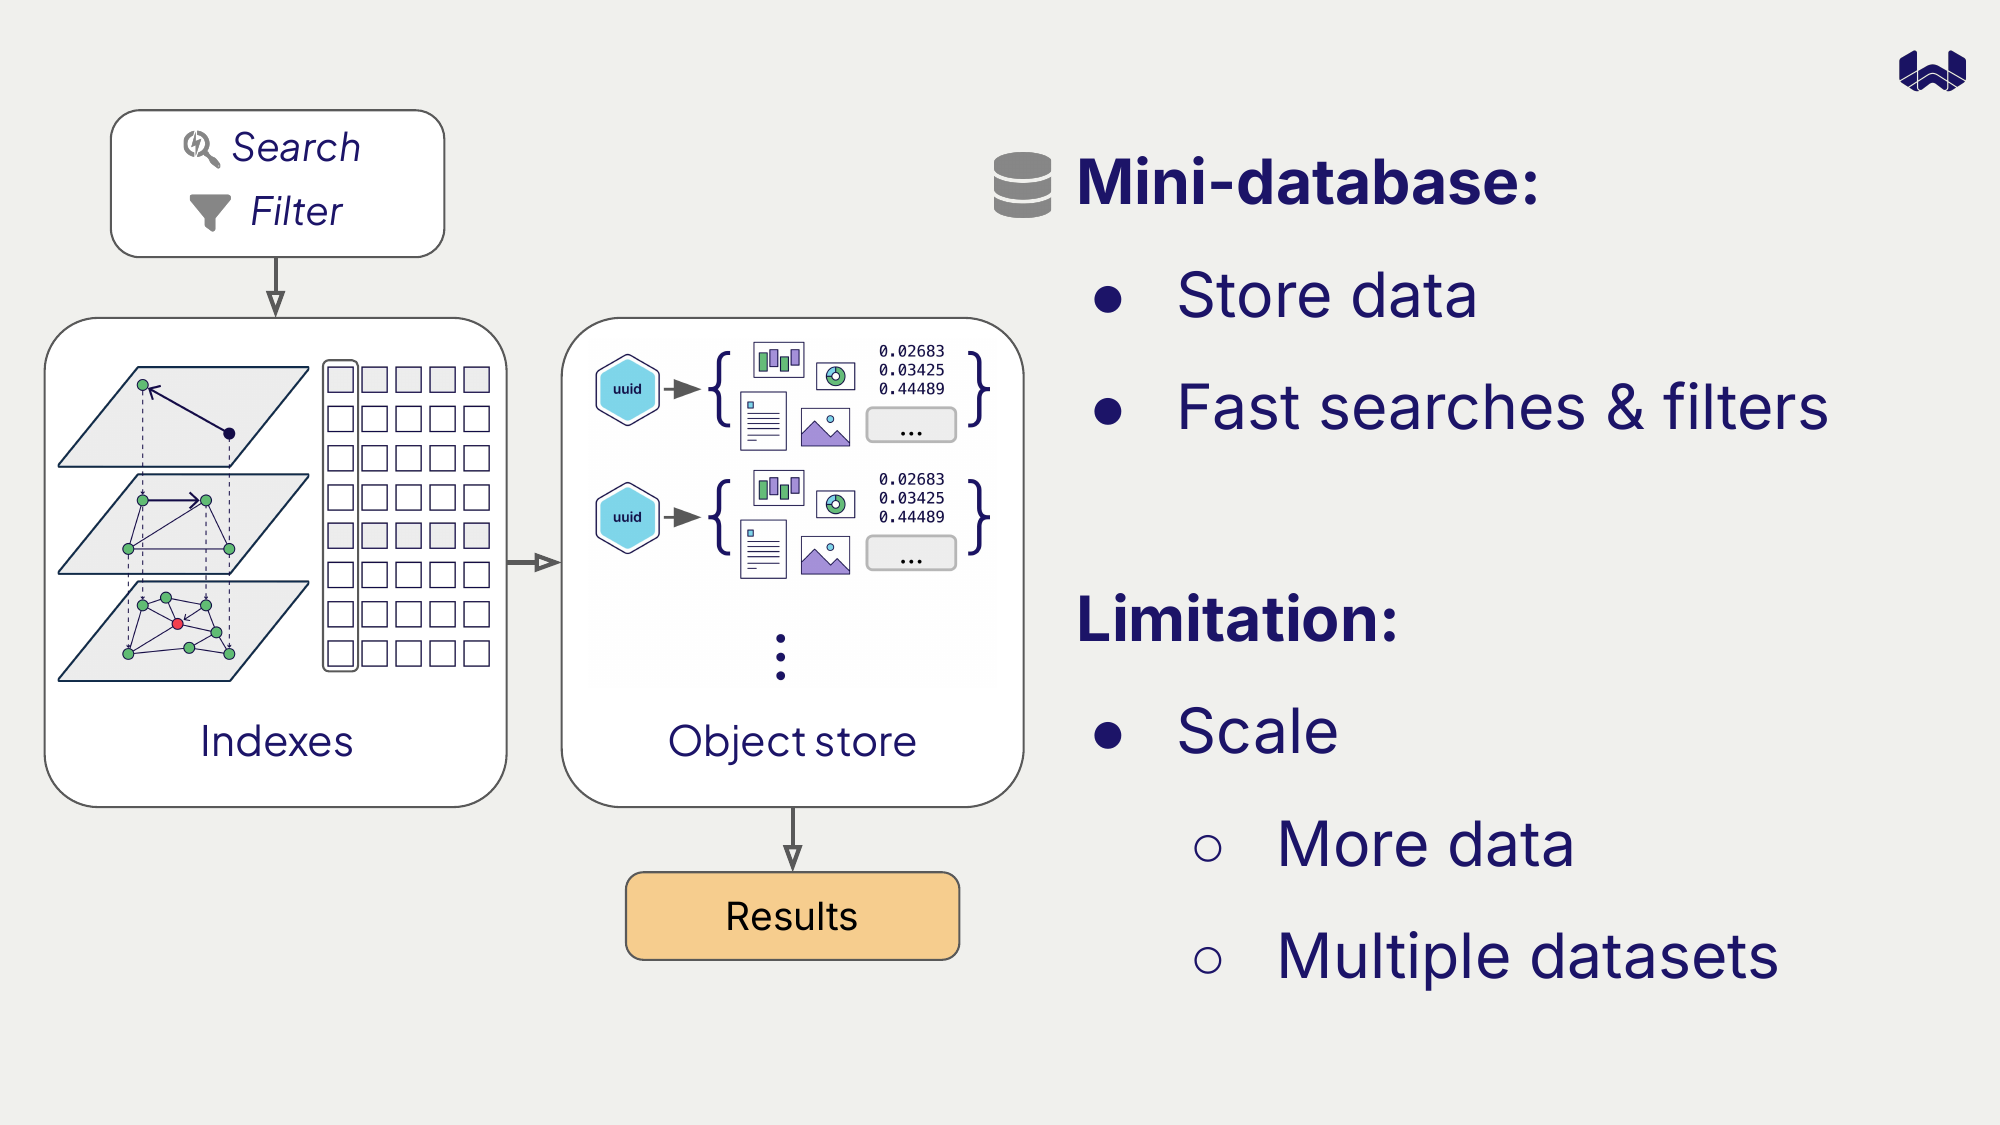 Search
Filter
Indexes
uuid
0.02683
0.03425
0.44489
...
uuid
0.02683
0.03425
0.44489
...
Object store
Results
Mini-database:
● Store data
● Fast searches & filters
Limitation:
● Scale
○ More data
○ Multiple datasets